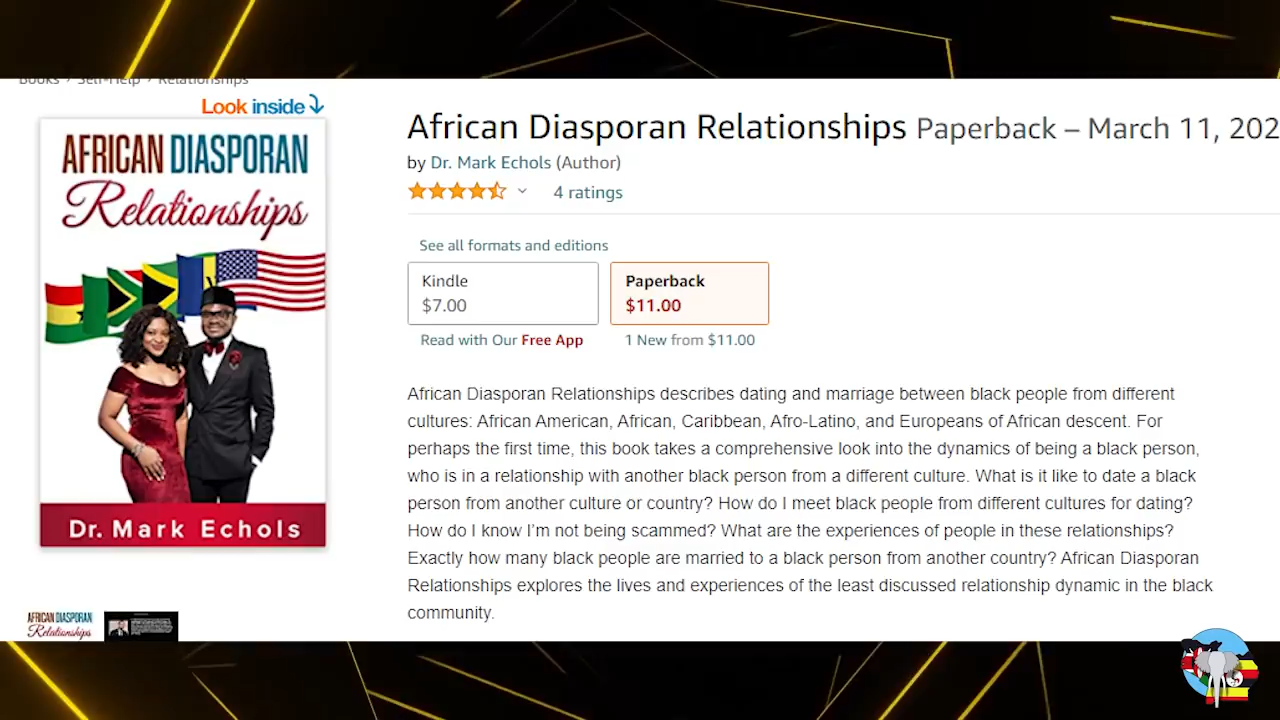 Books › Self-Help › Relationships
Look inside
AFRICAN DIASPORAN
Relationships
Dr. Mark Echols
AFRICAN DIASPORAN
Relationships
African Diasporan Relationships Paperback – March 11, 202
by Dr. Mark Echols (Author)
4 ratings
See all formats and editions
Kindle
$7.00
Paperback
$11.00
Read with Our Free App
1 New from $11.00
African Diasporan Relationships describes dating and marriage between black people from different
cultures: African American, African, Caribbean, Afro-Latino, and Europeans of African descent. For
perhaps the first time, this book takes a comprehensive look into the dynamics of being a black person,
who is in a relationship with another black person from a different culture. What is it like to date a black
person from another culture or country? How do I meet black people from different cultures for dating?
How do I know I’m not being scammed? What are the experiences of people in these relationships?
Exactly how many black people are married to a black person from another country? African Diasporan
Relationships explores the lives and experiences of the least discussed relationship dynamic in the black
community.